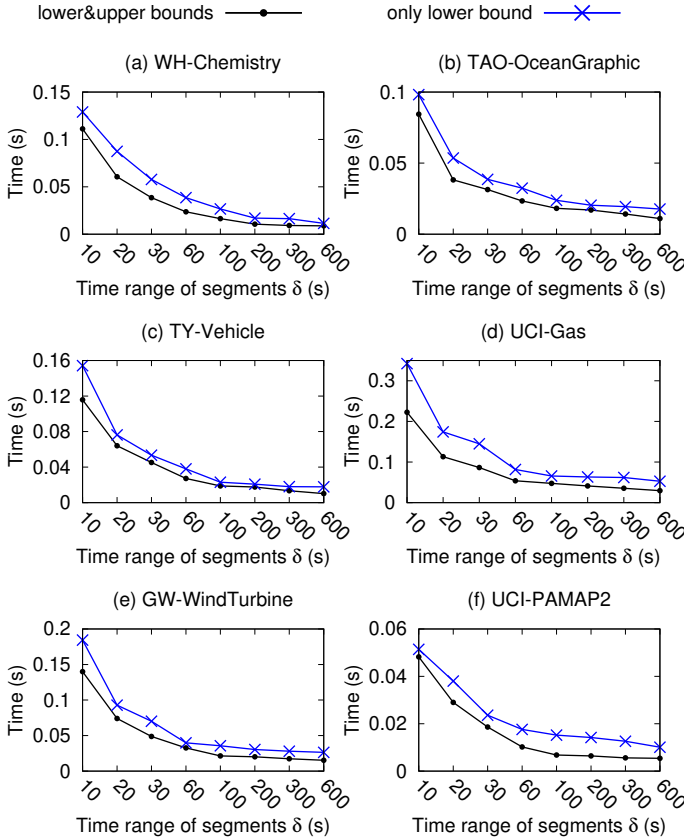 lower&upper bounds only lower bound
(a) WH-Chemistry
Time (s)
0.15
0.1
0.05
0
10 20 30 60 100 200 300 600
Time range of segments δ (s)
(b) TAO-OceanGraphic
Time (s)
0.1
0.05
0
10 20 30 60 100 200 300 600
Time range of segments δ (s)
(c) TY-Vehicle
Time (s)
0.16
0.12
0.08
0.04
0
10 20 30 60 100 200 300 600
Time range of segments δ (s)
(d) UCI-Gas
Time (s)
0.3
0.2
0.1
0
10 20 30 60 100 200 300 600
Time range of segments δ (s)
(e) GW-WindTurbine
Time (s)
0.2
0.15
0.1
0.05
0
10 20 30 60 100 200 300 600
Time range of segments δ (s)
(f) UCI-PAMAP2
Time (s)
0.06
0.04
0.02
0
10 20 30 60 100 200 300 600
Time range of segments δ (s)